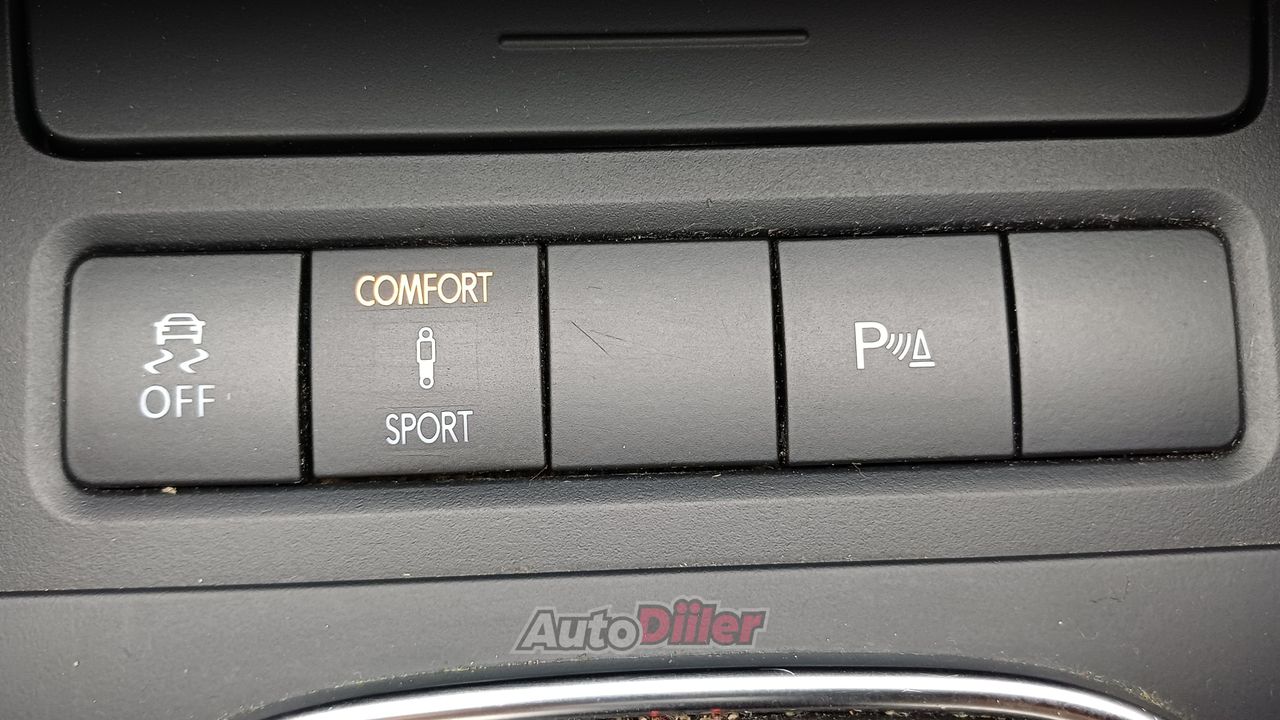 COMFORT
SPORT
OFF
P
AutoDiiler